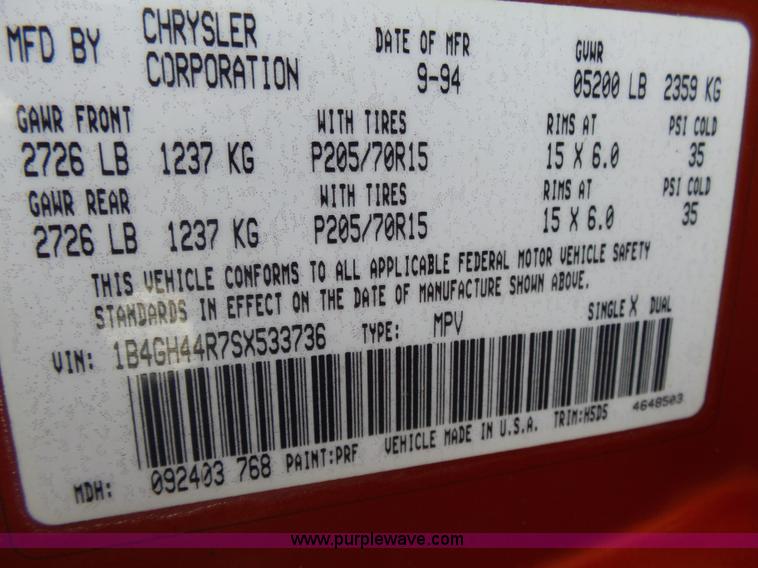 MFD BY CHRYSLER CORPORATION DATE OF MFR 9-94 GVWR 05200 LB 2359 KG
GAWR FRONT WITH TIRES RIMS AT PSI COLD
2726 LB 1237 KG P205/70R15 15 X 6.0 35
GAWR REAR RIMS AT PSI COLD
WITH TIRES
2726 LB 1237 KG P205/70R15 15 X 6.0 35
THIS VEHICLE CONFORMS TO ALL APPLICABLE FEDERAL MOTOR VEHICLE SAFETY
STANDARDS IN EFFECT ON THE DATE OF MANUFACTURE SHOWN ABOVE.
VIN: 1B4GH44R7SX533736 TYPE: MPV SINGLE X DUAL
MDH: 092403 768 PAINT:PRF VEHICLE MADE IN U.S.A. TRIM:H5D5 4648503
www.purplewave.com